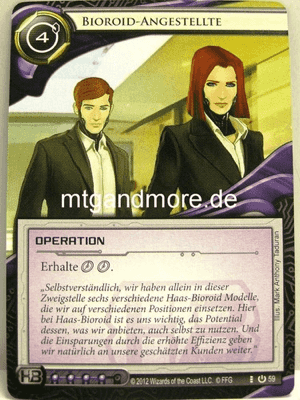 BIOROID-ANGESTELLTE
4
mtgandmore.de
OPERATION
Erhalte
„Selbstverständlich, wir haben allein in dieser
Zweigstelle sechs verschiedene Haas-Bioroid Modelle,
die wir auf verschiedenen Positionen einsetzen. Hier
bei Haas-Bioroid ist es uns wichtig, das Potential
dessen, was wir anbieten, auch selbst zu nutzen. Und
die Einsparungen durch die erhöhte Effizienz geben
wir natürlich an unsere geschätzten Kunden weiter."
Illus. Mark Anthony Taduran
HB
© 2012 Wizards of the Coast LLC. © FFG
59